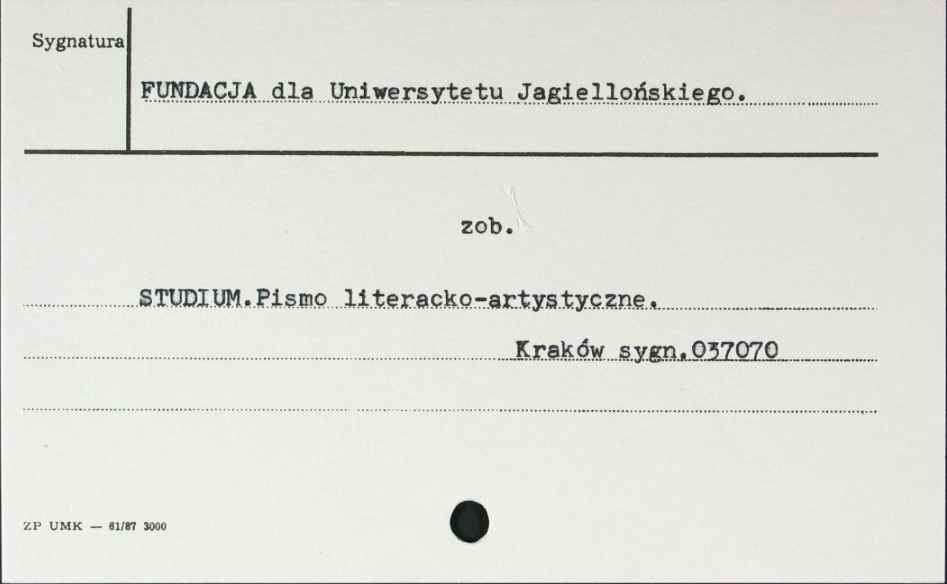 Sygnatura
FUNDACJA dla Uniwersytetu Jagiellońskiego.
zob.
STUDIUM.Pismo literacko-artystyczne.
Kraków sygn.037070
ZP UMK — 61/87 3000